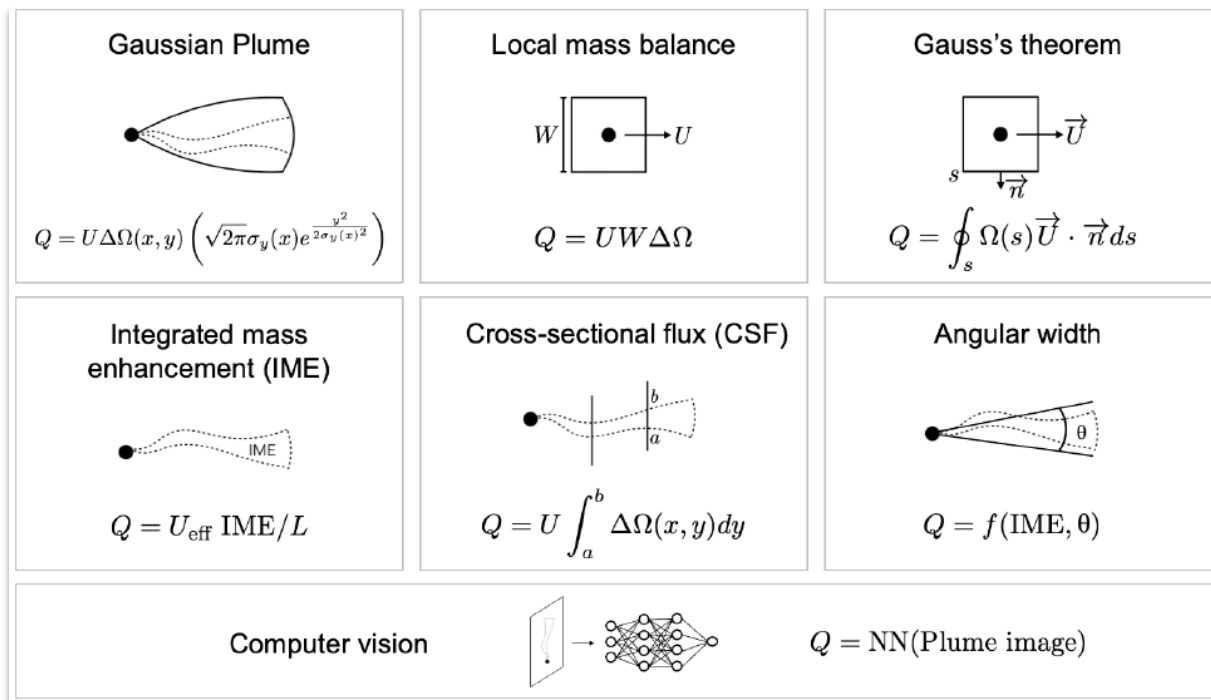 Gaussian Plume
Q = UΔΩ(x, y) (√2π σ_y(x) e^{y²/2σ_y(x)²})
Local mass balance
W
U
Q = UWΔΩ
Gauss's theorem
U⃗
s
n⃗
Q = ∮_s Ω(s) U⃗ · n⃗ ds
Integrated mass
enhancement (IME)
IME
Q = U_eff IME/L
Cross-sectional flux (CSF)
b
a
Q = U ∫_a^b ΔΩ(x, y)dy
Angular width
θ
Q = f(IME, θ)
Computer vision
Q = NN(Plume image)